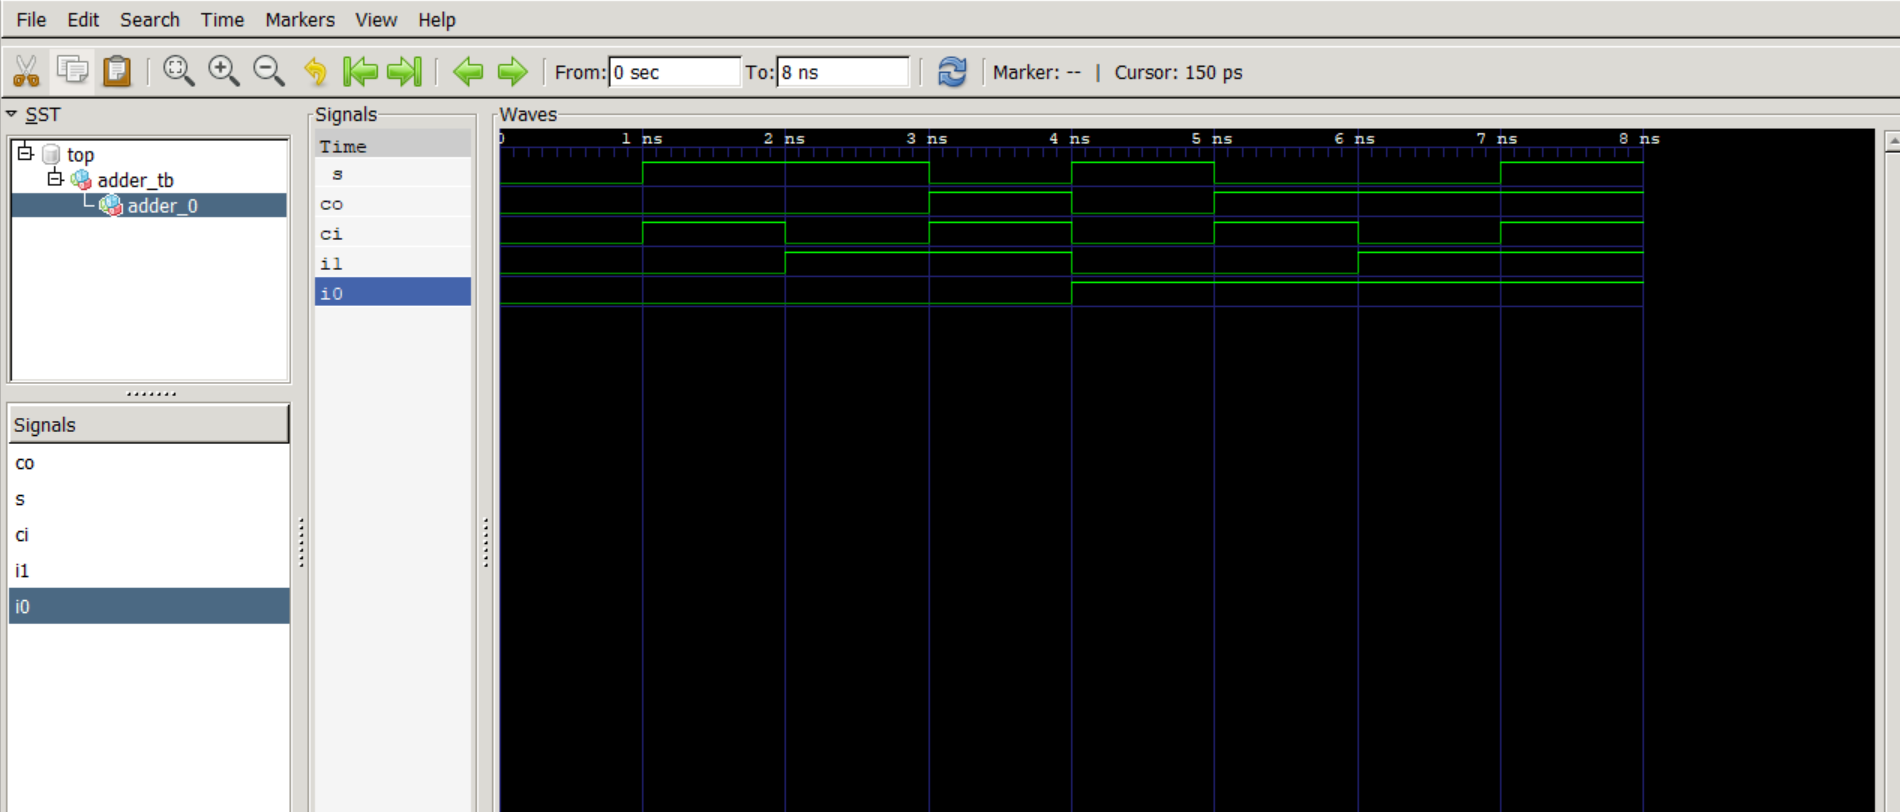 File Edit Search Time Markers View Help
From: 0 sec To: 8 ns Marker: -- | Cursor: 150 ps
SST
top
adder_tb
adder_0
Signals
co
s
ci
i1
i0
Signals
Time
s
co
ci
i1
i0
Waves
0 1 ns 2 ns 3 ns 4 ns 5 ns 6 ns 7 ns 8 ns